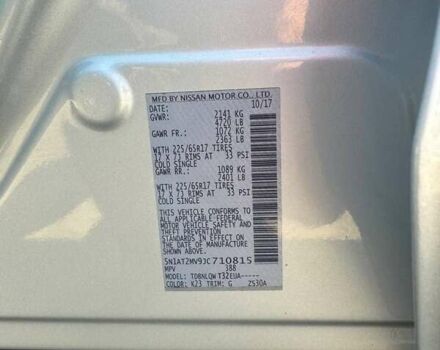 MFD BY NISSAN MOTOR CO., LTD.
DATE: 10/17
GVWR: 2141 KG
4720 LB
GAWR FR.: 1072 KG
2363 LB
WITH 225/65R17 TIRES
17 X 7J RIMS AT 33 PSI
COLD SINGLE
GAWR RR.: 1089 KG
2401 LB
WITH 225/65R17 TIRES
17 X 7J RIMS AT 33 PSI
COLD SINGLE
THIS VEHICLE CONFORMS TO
ALL APPLICABLE U.S. FEDERAL
MOTOR VEHICLE SAFETY AND
THEFT PREVENTION
STANDARDS IN EFFECT ON THE
DATE OF MANUFACTURE
SHOWN ABOVE.
5N1AT2MV9JC710815
MPV 388
MODEL: TDBNLQWT32EUA-----
COLOR: K23 TRIM: G ZS30A